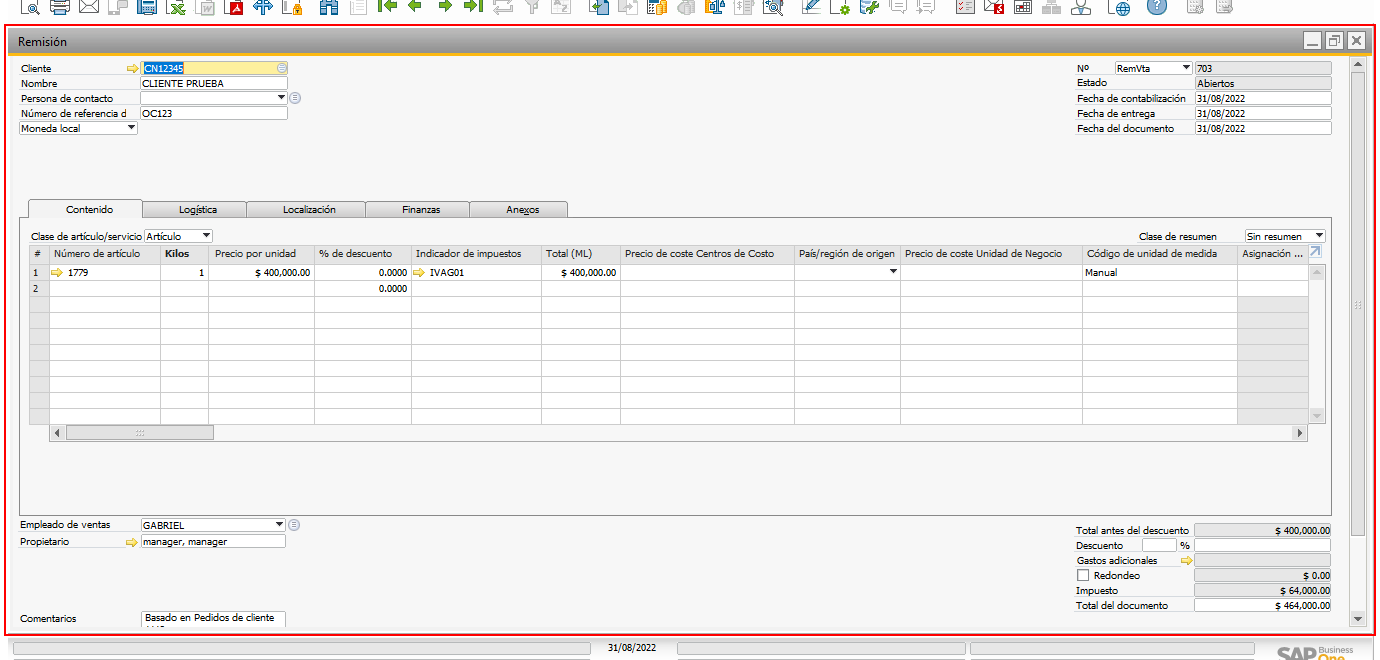 Remisión
Cliente CN12345
Nombre CLIENTE PRUEBA
Persona de contacto
Número de referencia d OC123
Moneda local
Nº RemVta 703
Estado Abiertos
Fecha de contabilización 31/08/2022
Fecha de entrega 31/08/2022
Fecha del documento 31/08/2022
Contenido Logística Localización Finanzas Anexos
Clase de artículo/servicio Artículo Clase de resumen Sin resumen
# Número de artículo Kilos Precio por unidad % de descuento Indicador de impuestos Total (ML) Precio de coste Centros de Costo País/región de origen Precio de coste Unidad de Negocio Código de unidad de medida Asignación ...
1 1779 1 $ 400,000.00 0.0000 IVAG01 $ 400,000.00 Manual
2 0.0000
Empleado de ventas GABRIEL
Propietario manager, manager
Comentarios Basado en Pedidos de cliente
Total antes del descuento $ 400,000.00
Descuento %
Gastos adicionales
Redondeo $ 0.00
Impuesto $ 64,000.00
Total del documento $ 464,000.00
31/08/2022
SAP Business
One